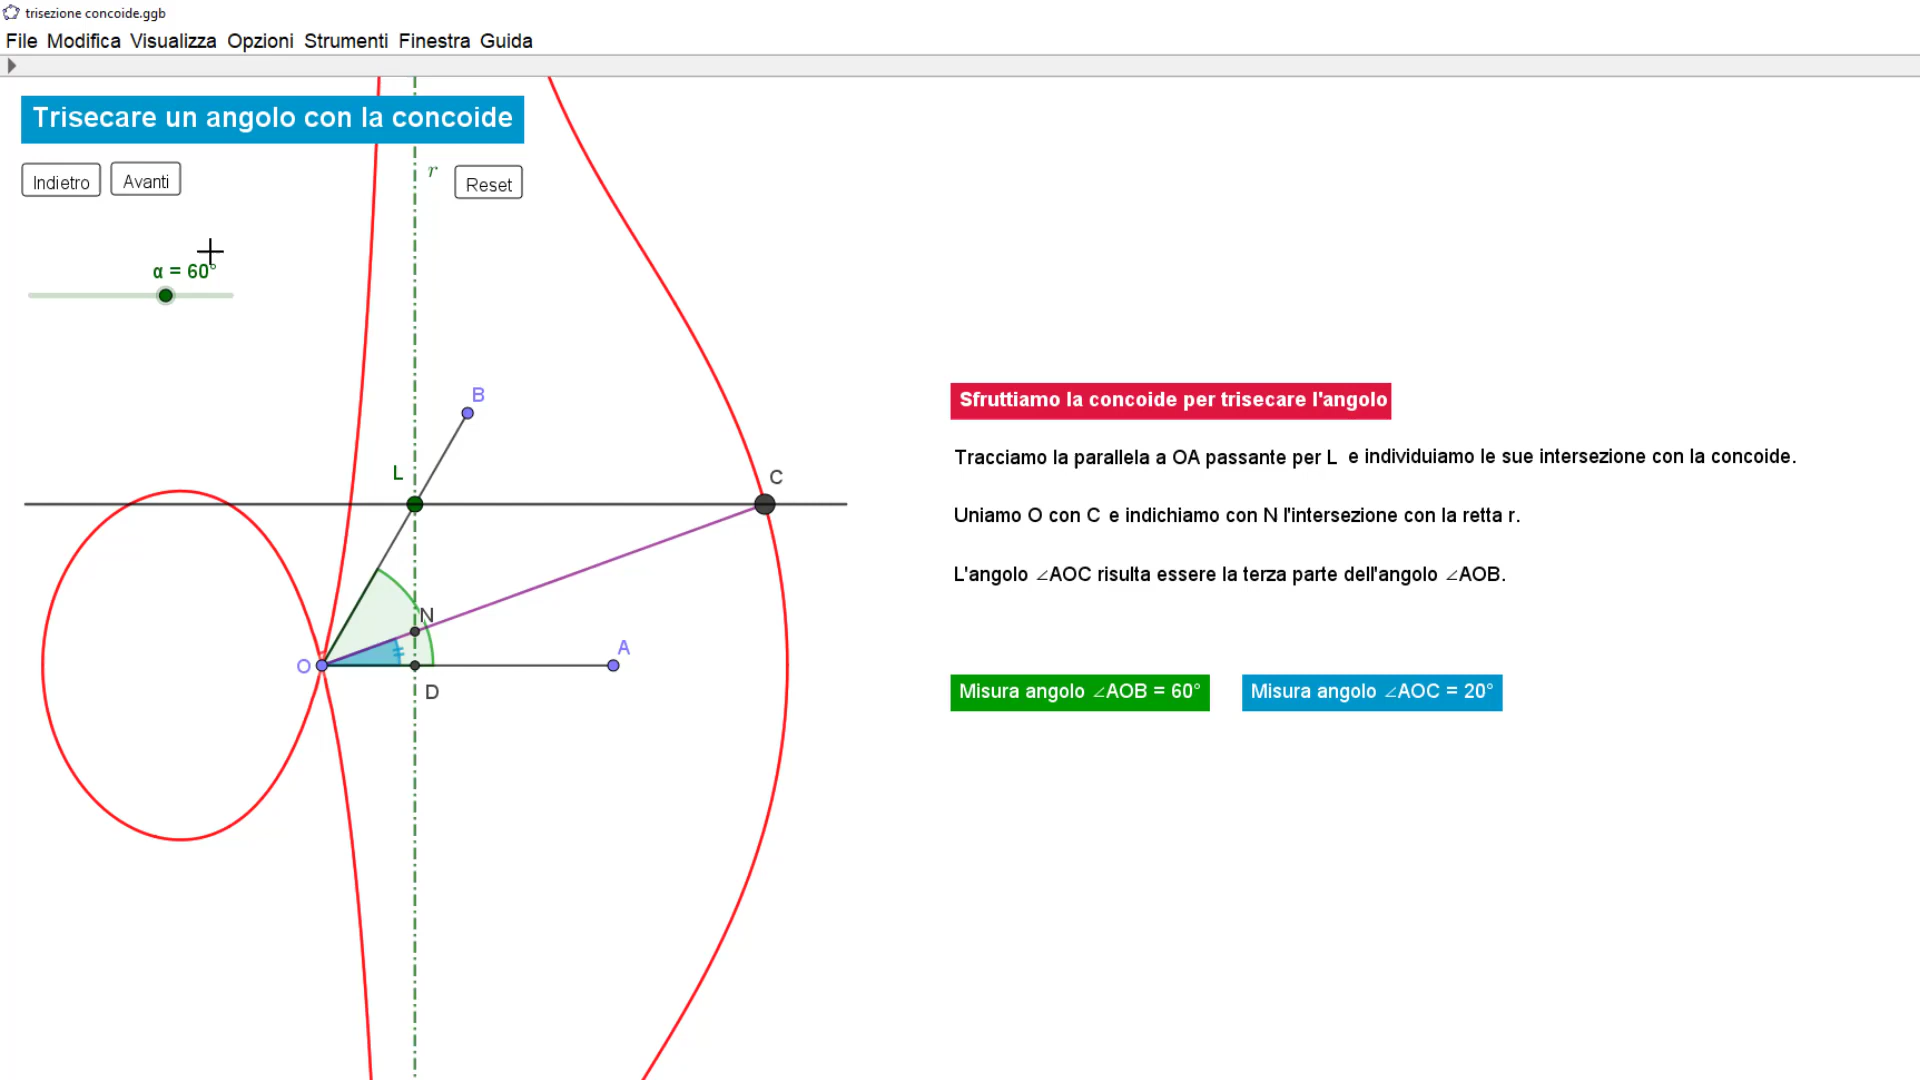 trisezione concoide.ggb
File Modifica Visualizza Opzioni Strumenti Finestra Guida
Trisecare un angolo con la concoide
Indietro Avanti r Reset
α = 60°
B
L
C
N
O
A
D
Sfruttiamo la concoide per trisecare l'angolo
Tracciamo la parallela a OA passante per L e individuiamo le sue intersezione con la concoide.
Uniamo O con C e indichiamo con N l'intersezione con la retta r.
L'angolo ∠AOC risulta essere la terza parte dell'angolo ∠AOB.
Misura angolo ∠AOB = 60° Misura angolo ∠AOC = 20°